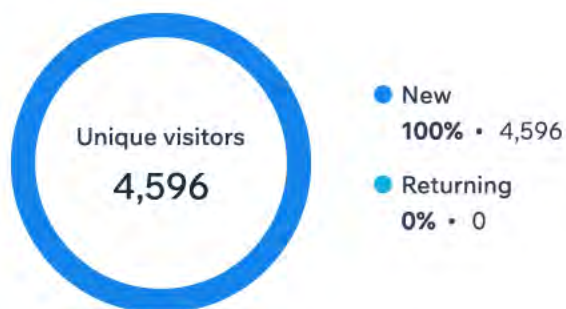 Unique visitors
4,596
New
100% • 4,596
Returning
0% • 0